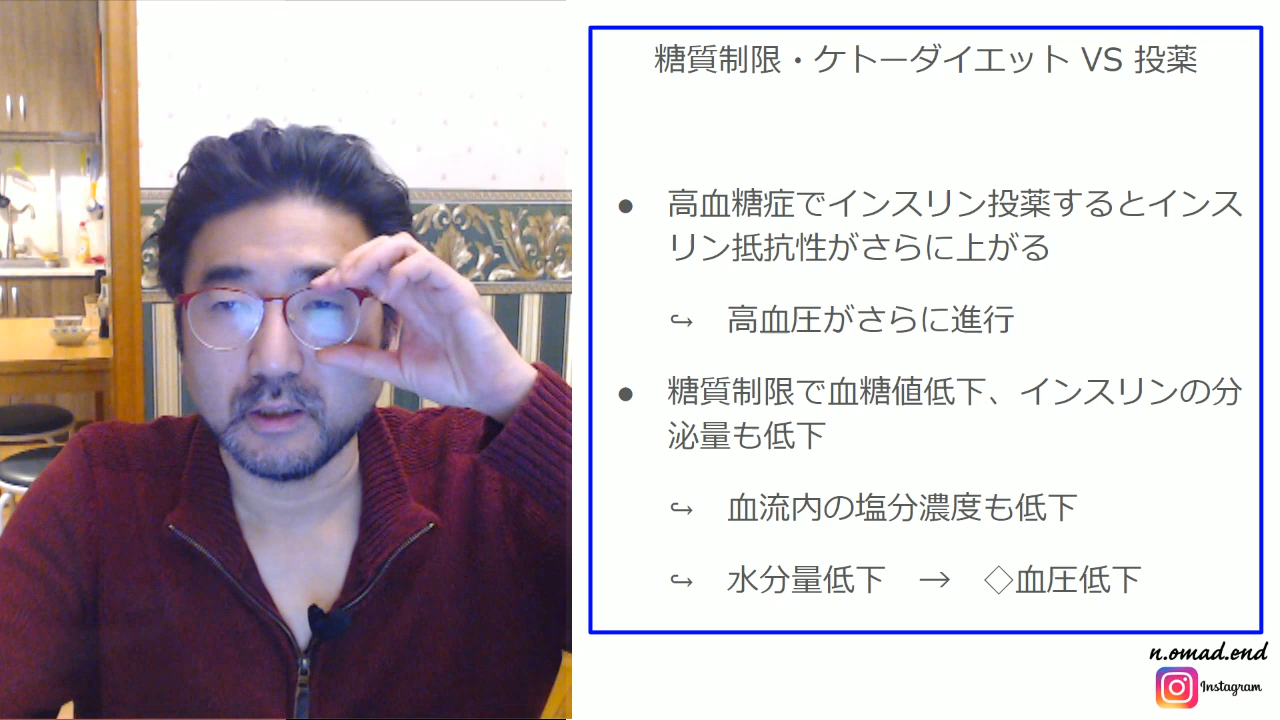 糖質制限・ケトーダイエット VS 投薬
● 高血糖症でインスリン投薬するとインス
リン抵抗性がさらに上がる
↪ 高血圧がさらに進行
● 糖質制限で血糖値低下、インスリンの分
泌量も低下
↪ 血流内の塩分濃度も低下
↪ 水分量低下 → ◇血圧低下
n.omad.end
Instagram